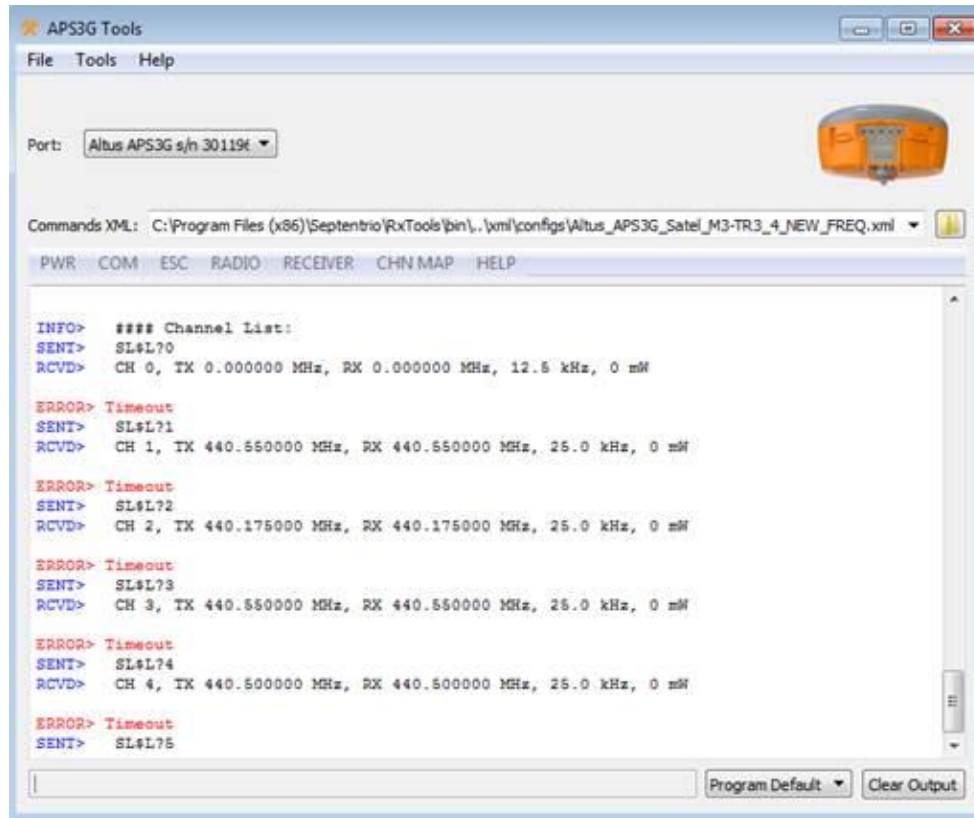 APS3G Tools
File Tools Help
Port: Altus APS3G s/n 301196
Commands XML: C:\Program Files (x86)\Septentrio\RxTools\bin\..\xml\configs\Altus_APS3G_Satel_M3-TR3_4_NEW_FREQ.xml
PWR COM ESC RADIO RECEIVER CHN MAP HELP
INFO> #### Channel List:
SENT> SL$L?0
RCVD> CH 0, TX 0.000000 MHz, RX 0.000000 MHz, 12.5 kHz, 0 mW
ERROR> Timeout
SENT> SL$L?1
RCVD> CH 1, TX 440.550000 MHz, RX 440.550000 MHz, 25.0 kHz, 0 mW
ERROR> Timeout
SENT> SL$L?2
RCVD> CH 2, TX 440.175000 MHz, RX 440.175000 MHz, 25.0 kHz, 0 mW
ERROR> Timeout
SENT> SL$L?3
RCVD> CH 3, TX 440.550000 MHz, RX 440.550000 MHz, 25.0 kHz, 0 mW
ERROR> Timeout
SENT> SL$L?4
RCVD> CH 4, TX 440.500000 MHz, RX 440.500000 MHz, 25.0 kHz, 0 mW
ERROR> Timeout
SENT> SL$L?5
Program Default Clear Output